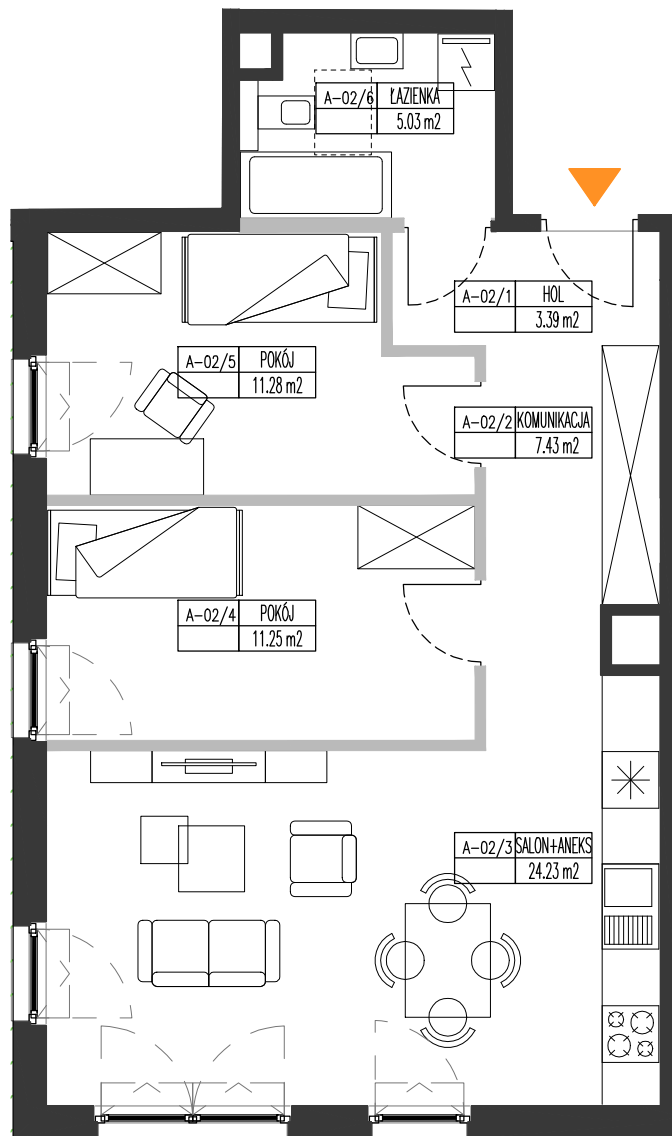 A-02/6 ŁAZIENKA
5.03 m2
A-02/1 HOL
3.39 m2
A-02/5 POKÓJ
11.28 m2
A-02/2 KOMUNIKACJA
7.43 m2
A-02/4 POKÓJ
11.25 m2
A-02/3 SALON+ANEKS
24.23 m2